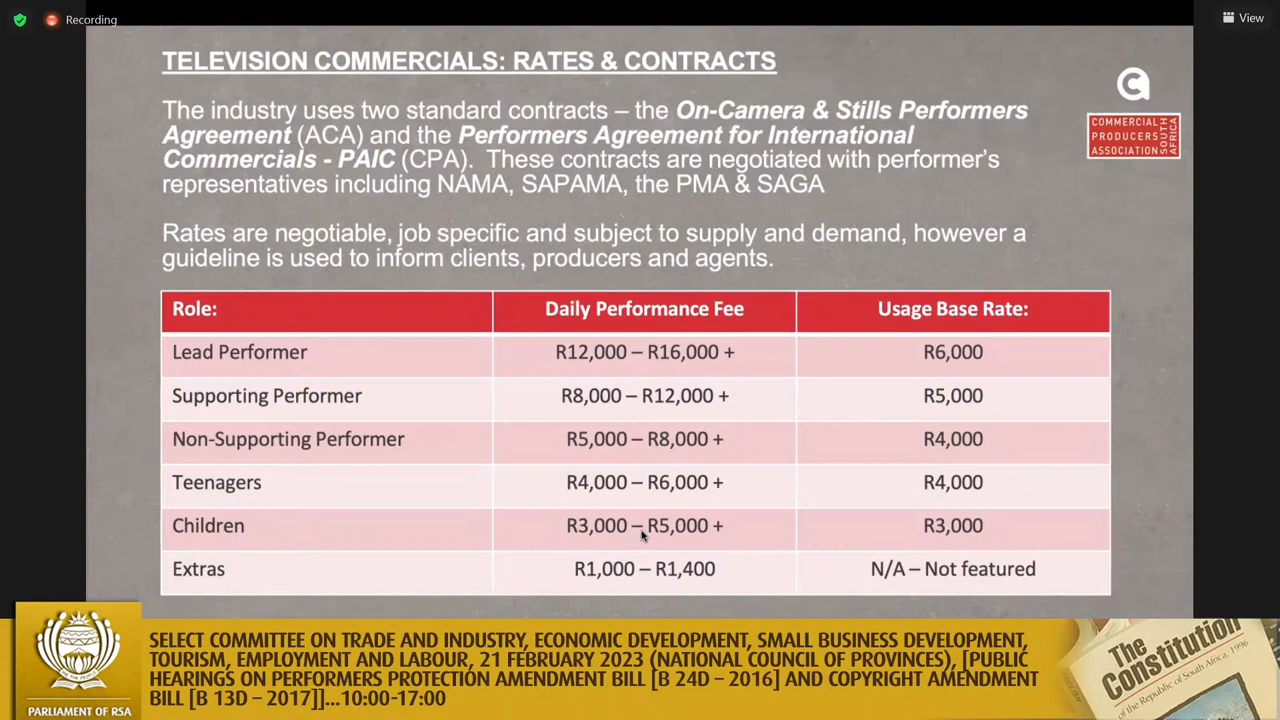 Recording
View
TELEVISION COMMERCIALS: RATES & CONTRACTS
The industry uses two standard contracts – the On-Camera & Stills Performers
Agreement (ACA) and the Performers Agreement for International
Commercials - PAIC (CPA). These contracts are negotiated with performer's
representatives including NAMA, SAPAMA, the PMA & SAGA
COMMERCIAL
PRODUCERS
ASSOCIATION
SOUTH
AFRICA
Rates are negotiable, job specific and subject to supply and demand, however a
guideline is used to inform clients, producers and agents.
Role: Daily Performance Fee Usage Base Rate:
Lead Performer R12,000 – R16,000 + R6,000
Supporting Performer R8,000 – R12,000 + R5,000
Non-Supporting Performer R5,000 – R8,000 + R4,000
Teenagers R4,000 – R6,000 + R4,000
Children R3,000 – R5,000 + R3,000
Extras R1,000 – R1,400 N/A – Not featured
PARLIAMENT OF RSA
SELECT COMMITTEE ON TRADE AND INDUSTRY, ECONOMIC DEVELOPMENT, SMALL BUSINESS DEVELOPMENT,
TOURISM, EMPLOYMENT AND LABOUR, 21 FEBRUARY 2023 (NATIONAL COUNCIL OF PROVINCES), [PUBLIC
HEARINGS ON PERFORMERS PROTECTION AMENDMENT BILL [B 24D – 2016] AND COPYRIGHT AMENDMENT
BILL [B 13D – 2017]]...10:00-17:00
The
Constitution
of the Republic of South Africa, 1996